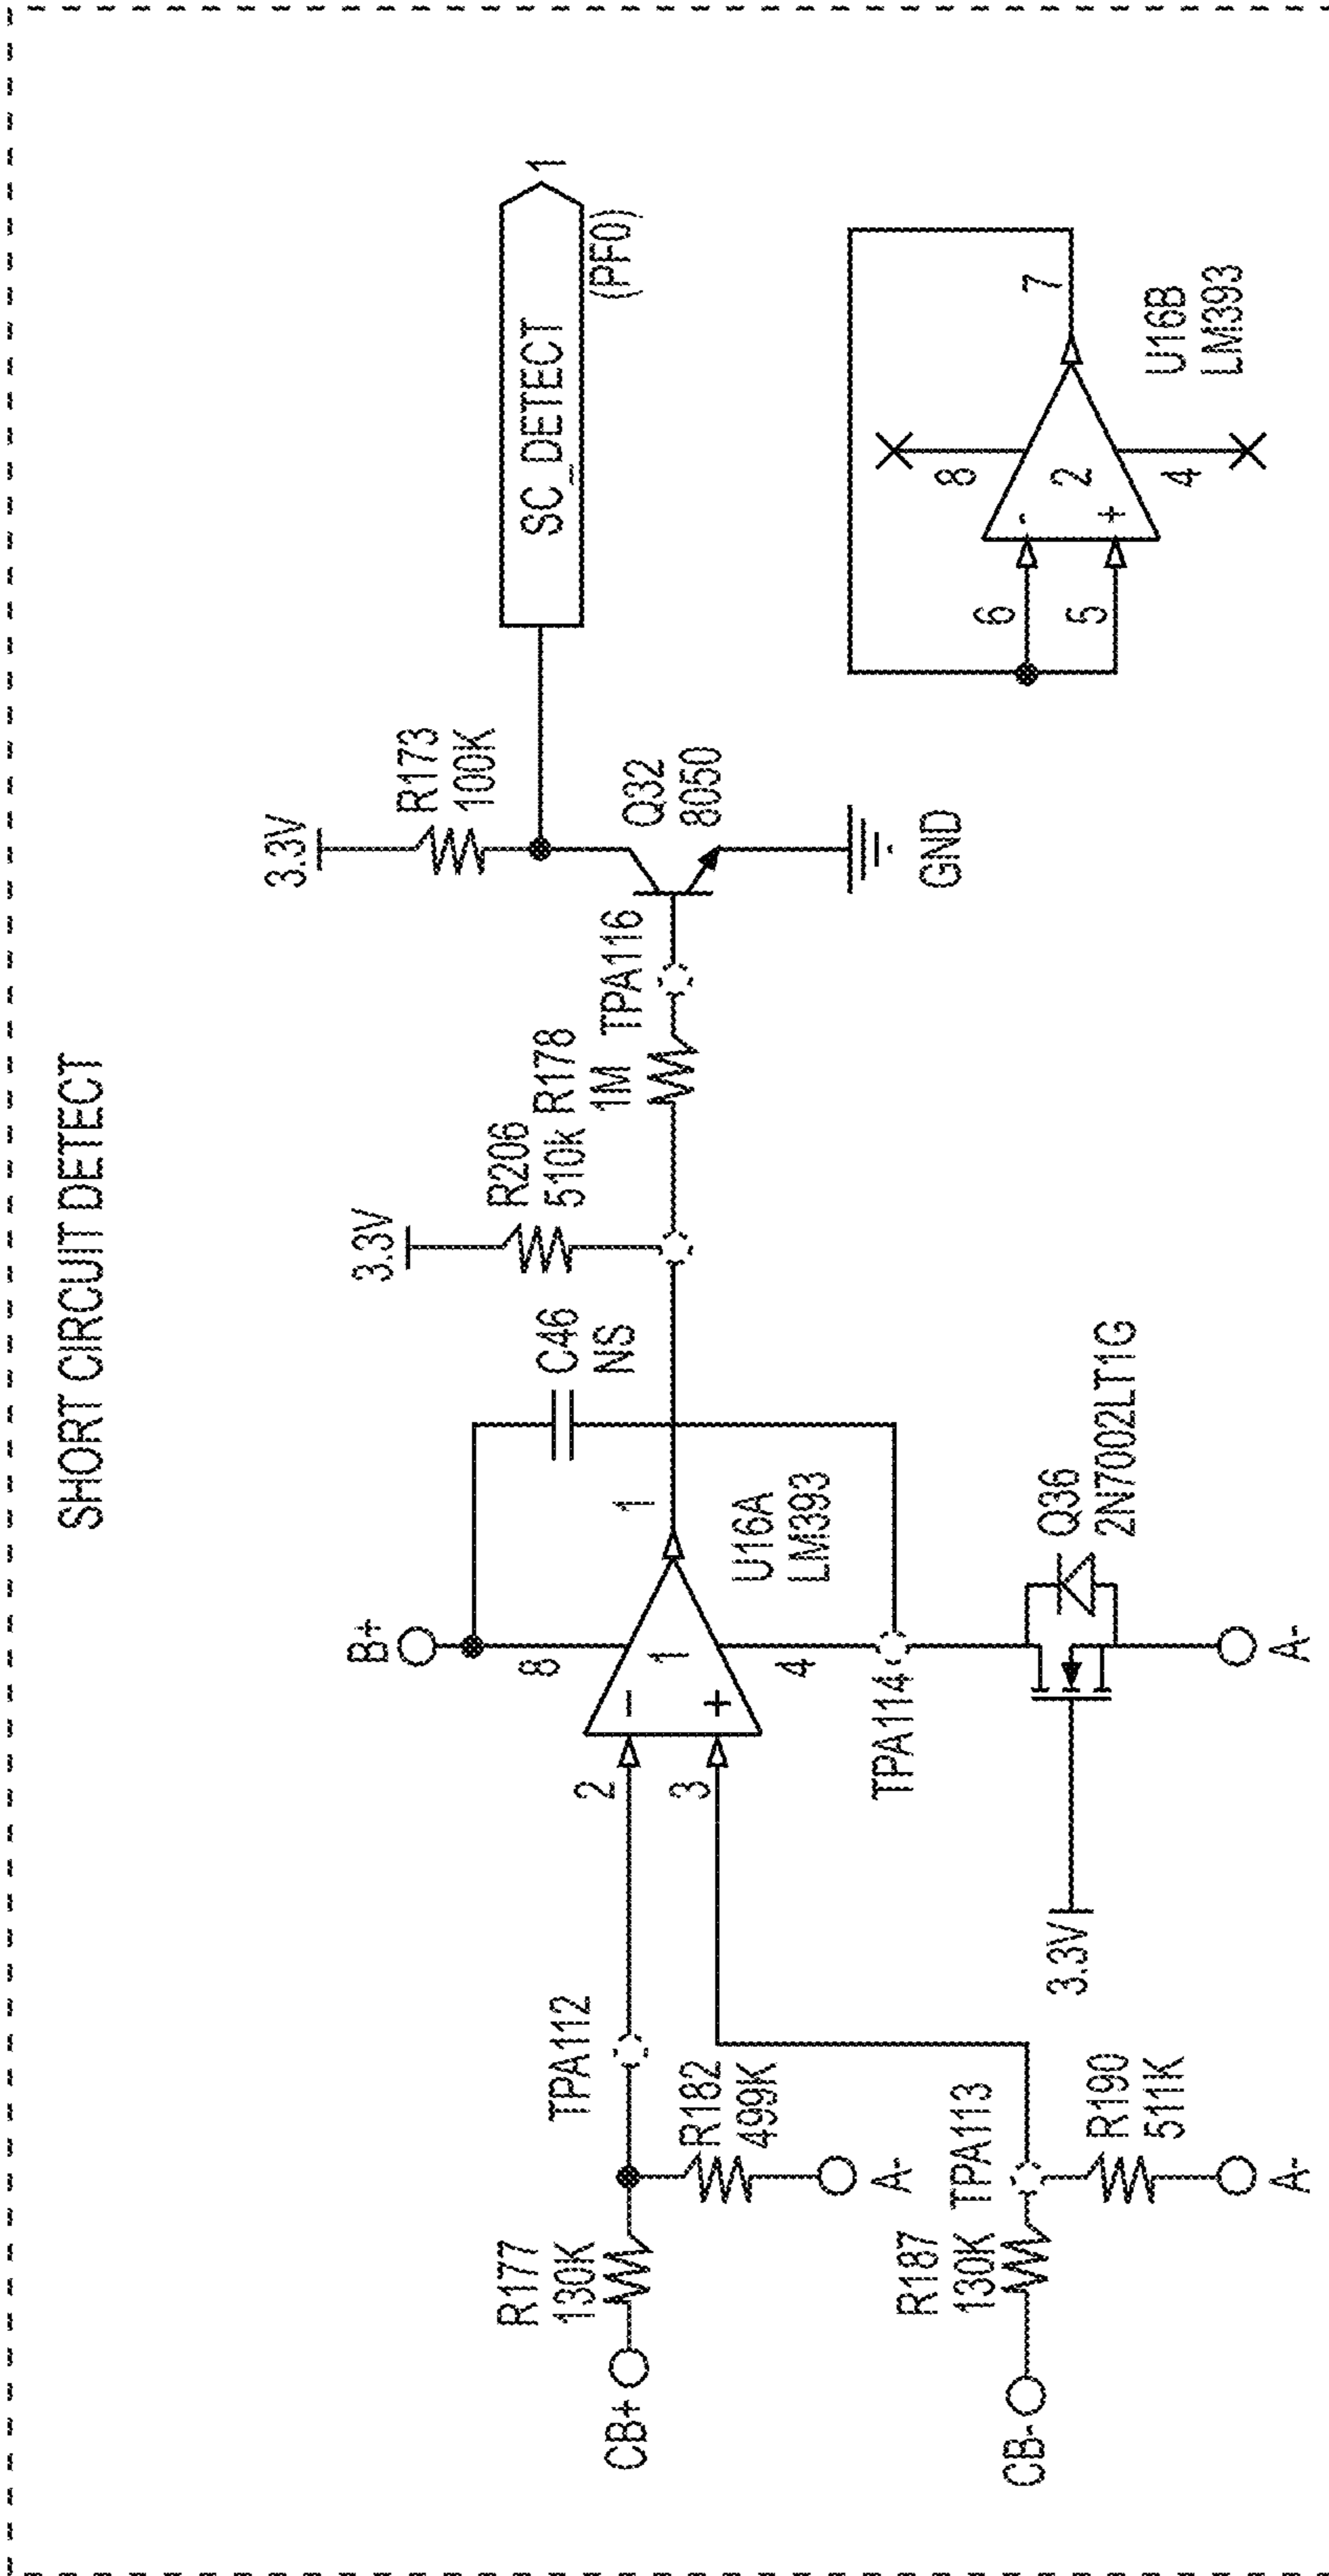 SHORT CIRCUIT DETECT
3.3V
R173
100K
SC_DETECT
1
(PF0)
3.3V
R206
510k
R178
1M
TPA116
Q32
8050
GND
B+
C46
NS
8
1
1
4
U16A
LM393
CB+
R177
130K
TPA112
2
−
R182
499K
A-
3
+
CB-
R187
130K
TPA113
R190
511K
A-
TPA114
3.3V
Q36
2N7002LT1G
A-
6
-
5
+
8
2
4
7
U16B
LM393